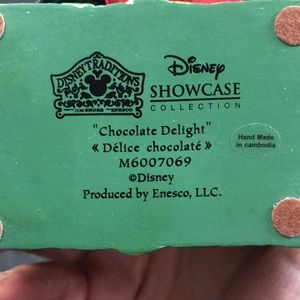 DISNEY TRADITIONS
JIM SHORE
ENESCO
Disney
SHOWCASE
COLLECTION
"Chocolate Delight"
« Délice chocolaté »
M6007069
©Disney
Produced by Enesco, LLC.
Hand Made
in cambodia